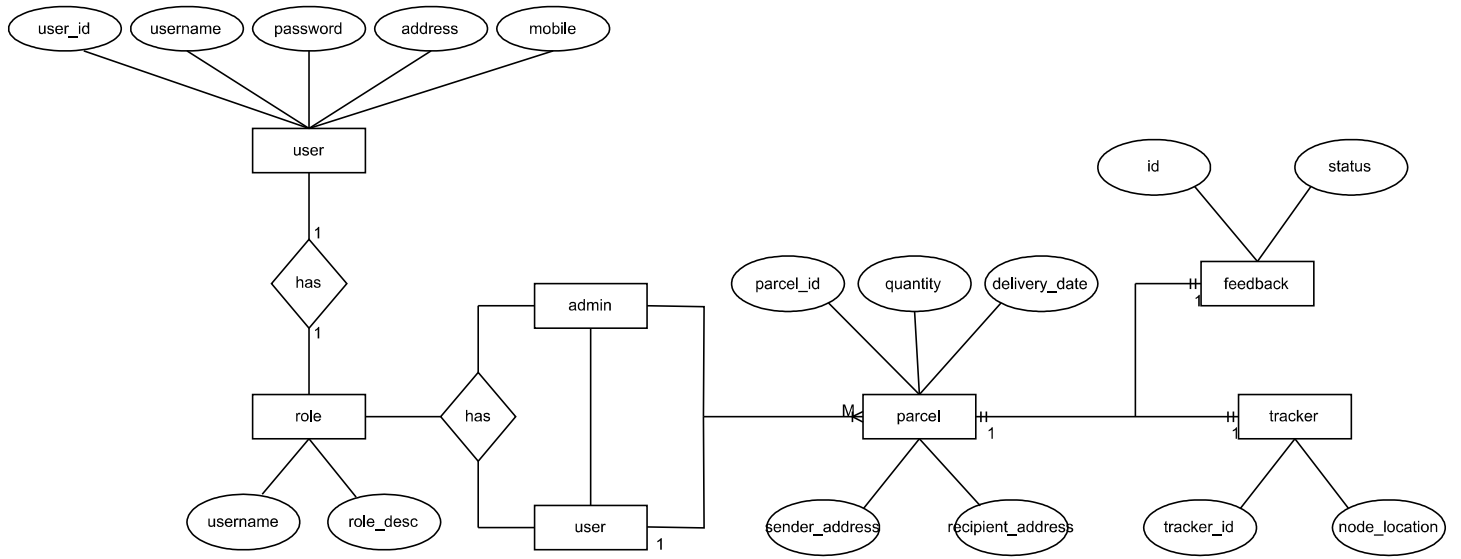 user_id
username
password
address
mobile
user
id
status
1
has
1
parcel_id
quantity
delivery_date
feedback
1
admin
role
has
M
parcel
1
tracker
1
username
role_desc
user
1
sender_address
recipient_address
tracker_id
node_location